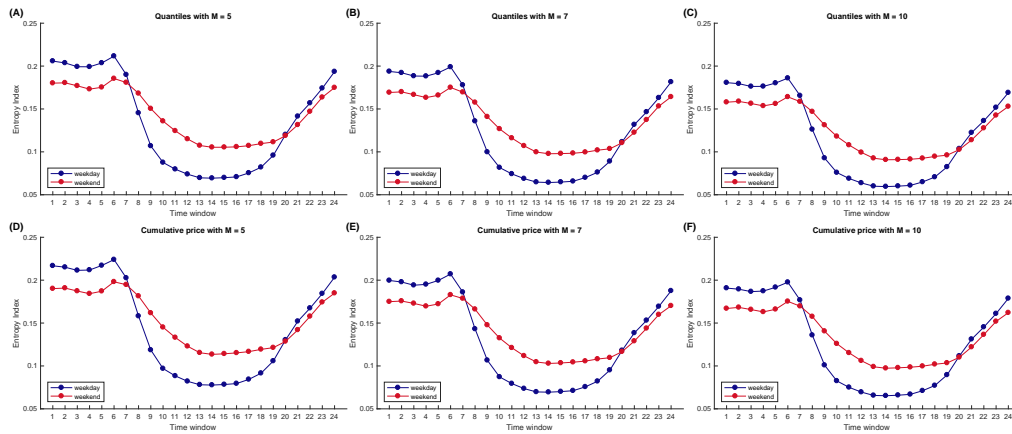 (A)
Quantiles with M = 5
0.25
0.2
0.15
0.1
0.05
Entropy Index
weekday
weekend
1 2 3 4 5 6 7 8 9 10 11 12 13 14 15 16 17 18 19 20 21 22 23 24
Time window
(B)
Quantiles with M = 7
0.25
0.2
0.15
0.1
0.05
Entropy Index
weekday
weekend
1 2 3 4 5 6 7 8 9 10 11 12 13 14 15 16 17 18 19 20 21 22 23 24
Time window
(C)
Quantiles with M = 10
0.25
0.2
0.15
0.1
0.05
Entropy Index
weekday
weekend
1 2 3 4 5 6 7 8 9 10 11 12 13 14 15 16 17 18 19 20 21 22 23 24
Time window
(D)
Cumulative price with M = 5
0.25
0.2
0.15
0.1
0.05
Entropy Index
weekday
weekend
1 2 3 4 5 6 7 8 9 10 11 12 13 14 15 16 17 18 19 20 21 22 23 24
Time window
(E)
Cumulative price with M = 7
0.25
0.2
0.15
0.1
0.05
Entropy Index
weekday
weekend
1 2 3 4 5 6 7 8 9 10 11 12 13 14 15 16 17 18 19 20 21 22 23 24
Time window
(F)
Cumulative price with M = 10
0.25
0.2
0.15
0.1
0.05
Entropy Index
weekday
weekend
1 2 3 4 5 6 7 8 9 10 11 12 13 14 15 16 17 18 19 20 21 22 23 24
Time window